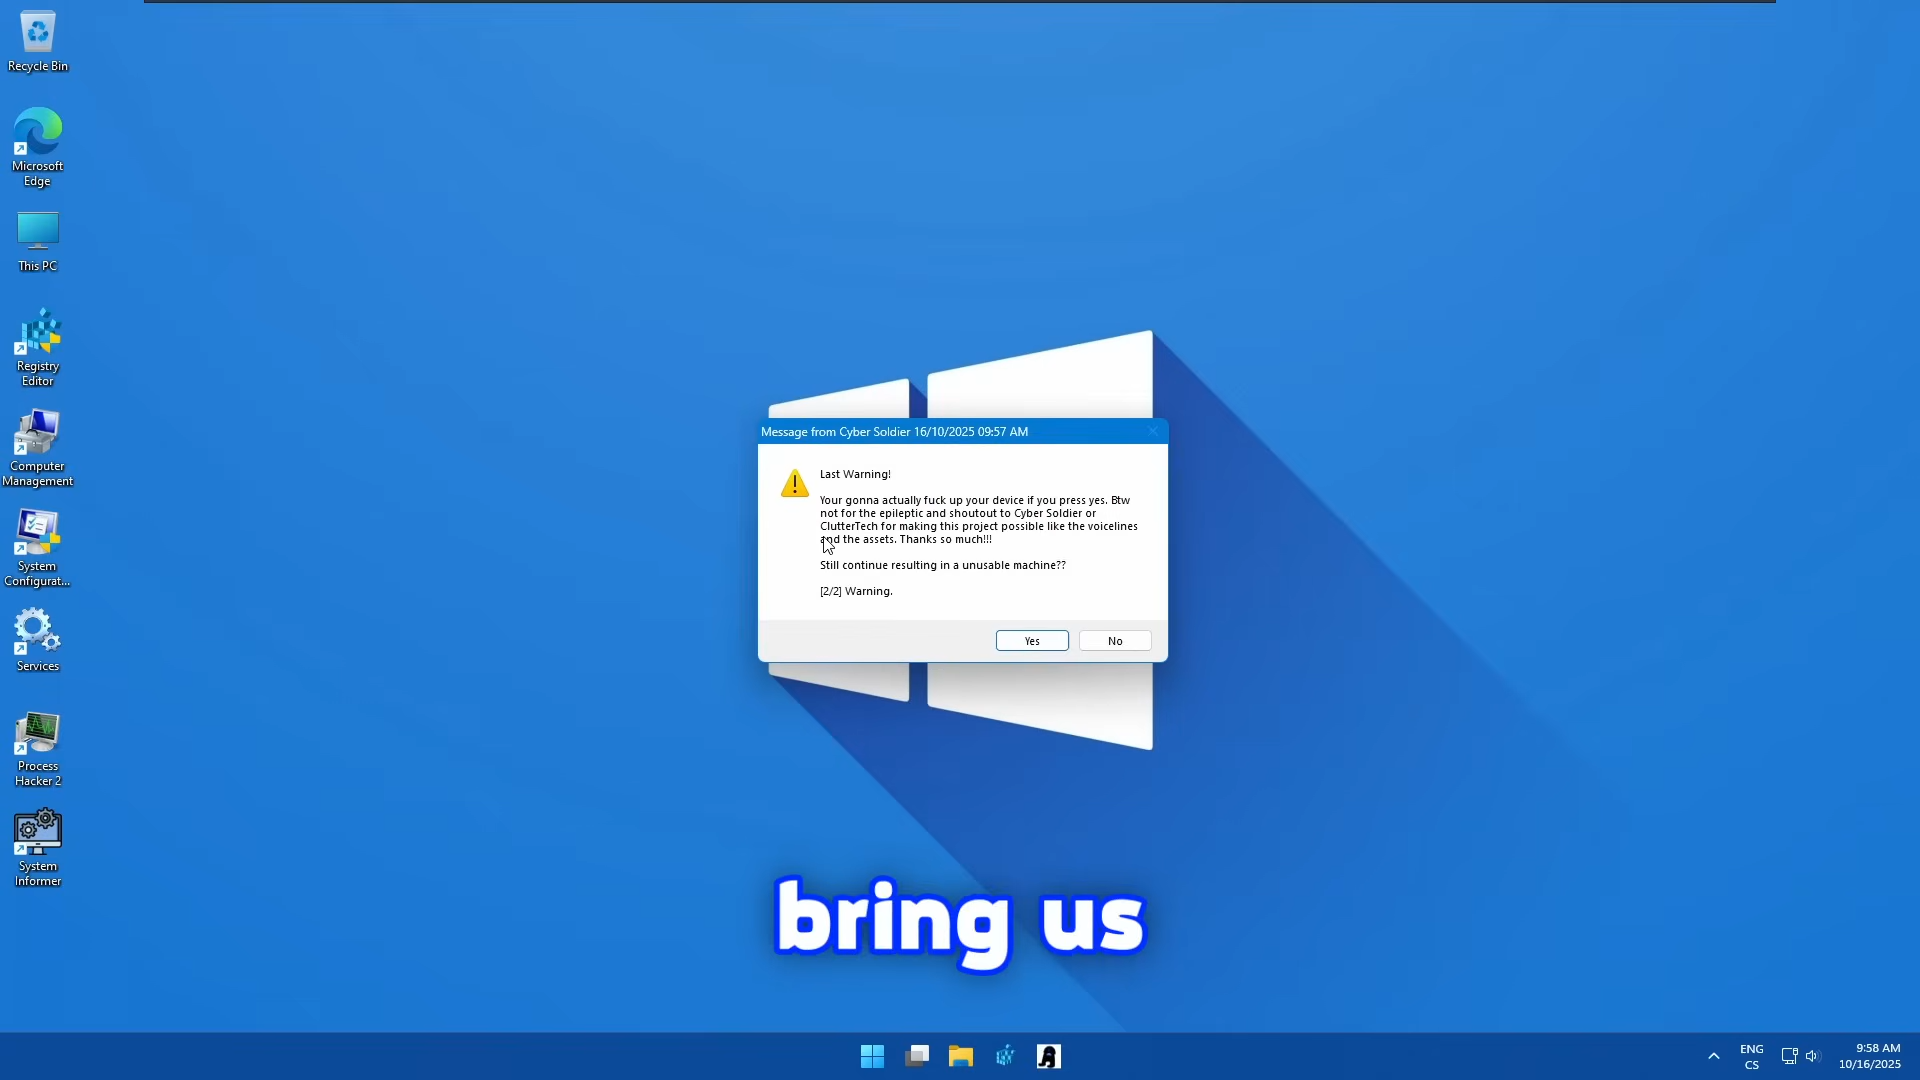 Recycle Bin
Microsoft
Edge
This PC
Registry
Editor
Computer
Management
System
Configurat...
Services
Process
Hacker 2
System
Informer
Message from Cyber Soldier 16/10/2025 09:57 AM
Last Warning!
Your gonna actually fuck up your device if you press yes. Btw
not for the epileptic and shoutout to Cyber Soldier or
ClutterTech for making this project possible like the voicelines
and the assets. Thanks so much!!!
Still continue resulting in a unusable machine??
[2/2] Warning.
Yes
No
bring us
ENG
CS
9:58 AM
10/16/2025